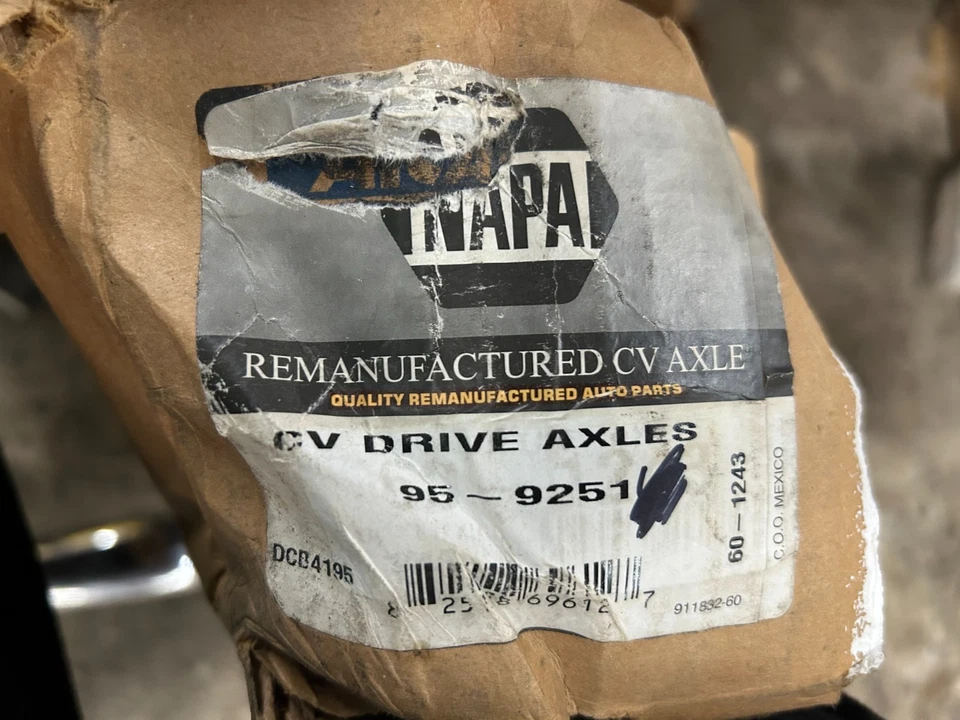 NAPA
REMANUFACTURED CV AXLE
QUALITY REMANUFACTURED AUTO PARTS
CV DRIVE AXLES
95-9251
60-1243
C.O.O. MEXICO
DCB4195
911832-60